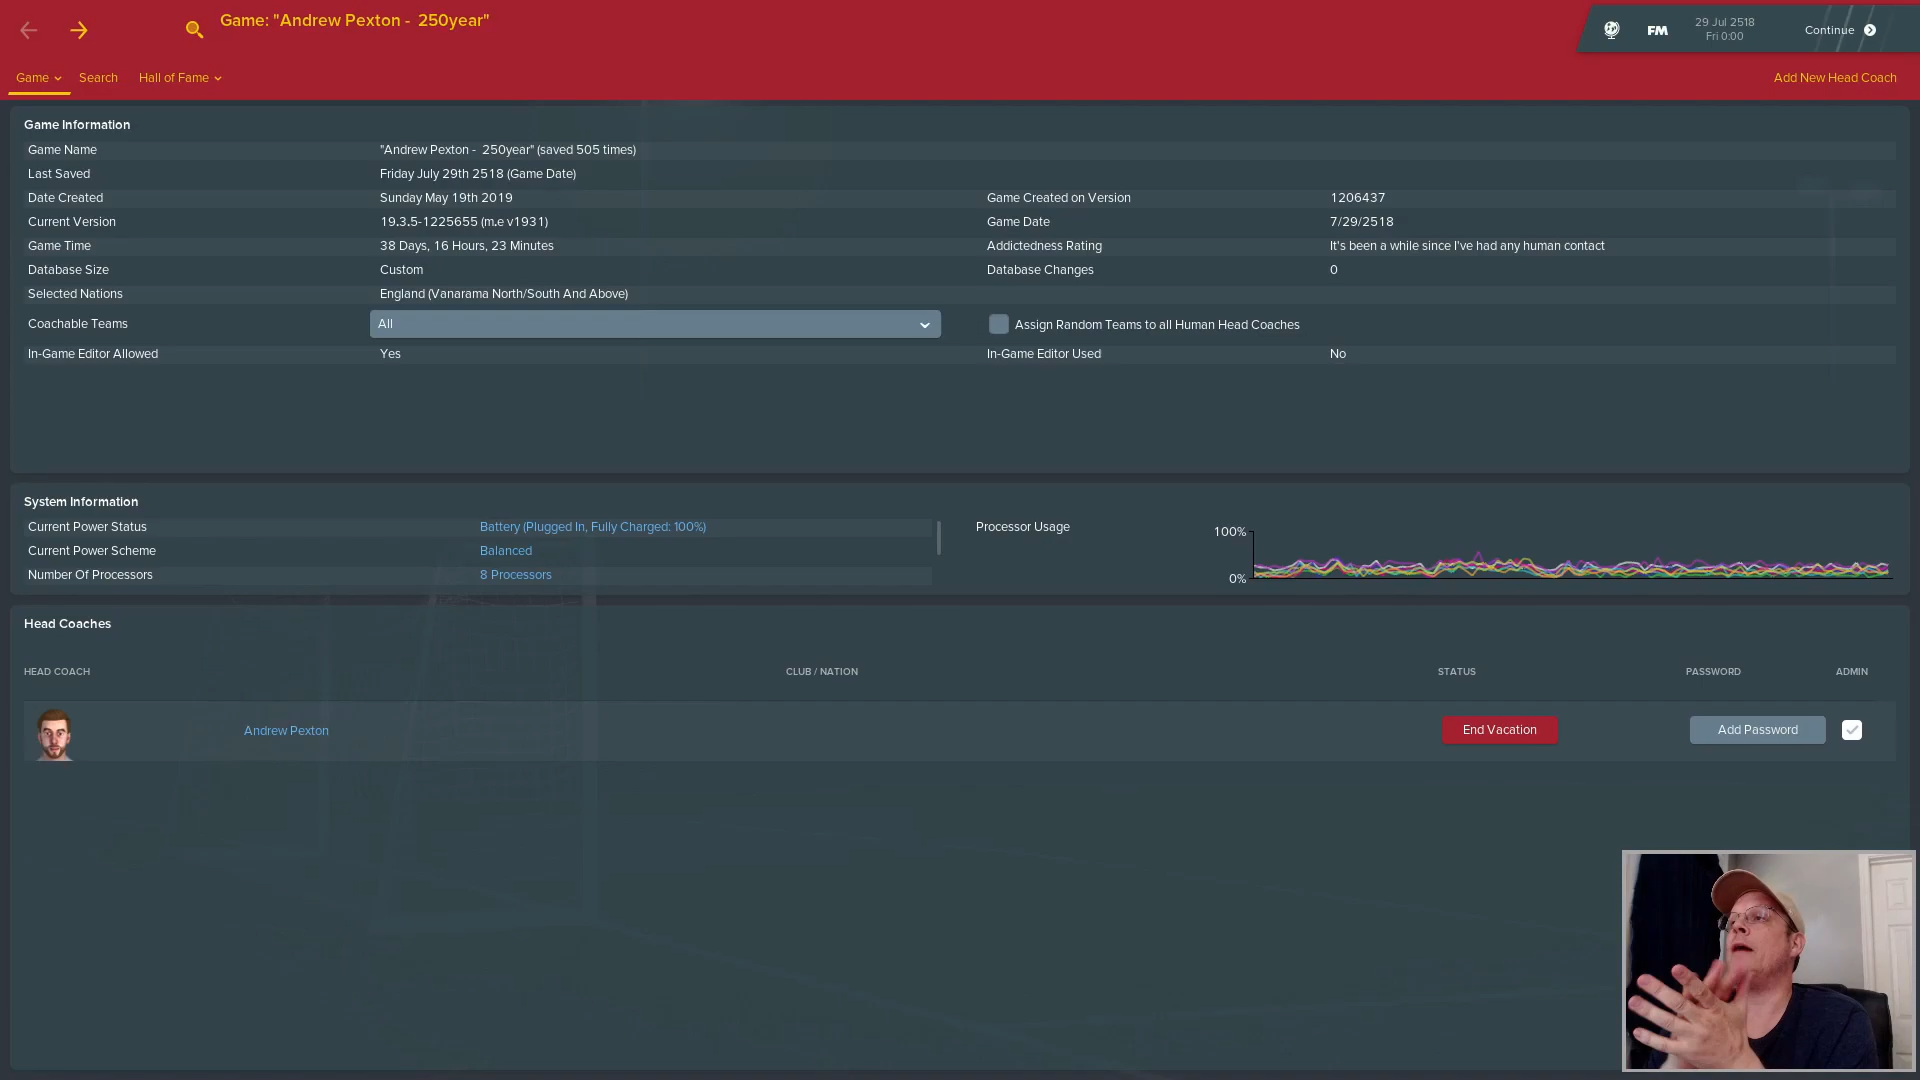 Game: "Andrew Pexton -  250year"
FM
29 Jul 2518
Fri 0:00
Continue
Game
Search
Hall of Fame
Add New Head Coach
Game Information
Game Name
"Andrew Pexton -  250year" (saved 505 times)
Last Saved
Friday July 29th 2518 (Game Date)
Date Created
Sunday May 19th 2019
Game Created on Version
1206437
Current Version
19.3.5-1225655 (m.e v1931)
Game Date
7/29/2518
Game Time
38 Days, 16 Hours, 23 Minutes
Addictedness Rating
It's been a while since I've had any human contact
Database Size
Custom
Database Changes
0
Selected Nations
England (Vanarama North/South And Above)
Coachable Teams
All
Assign Random Teams to all Human Head Coaches
In-Game Editor Allowed
Yes
In-Game Editor Used
No
System Information
Current Power Status
Battery (Plugged In, Fully Charged: 100%)
Current Power Scheme
Balanced
Number Of Processors
8 Processors
Processor Usage
100%
0%
Head Coaches
HEAD COACH
CLUB / NATION
STATUS
PASSWORD
ADMIN
Andrew Pexton
End Vacation
Add Password